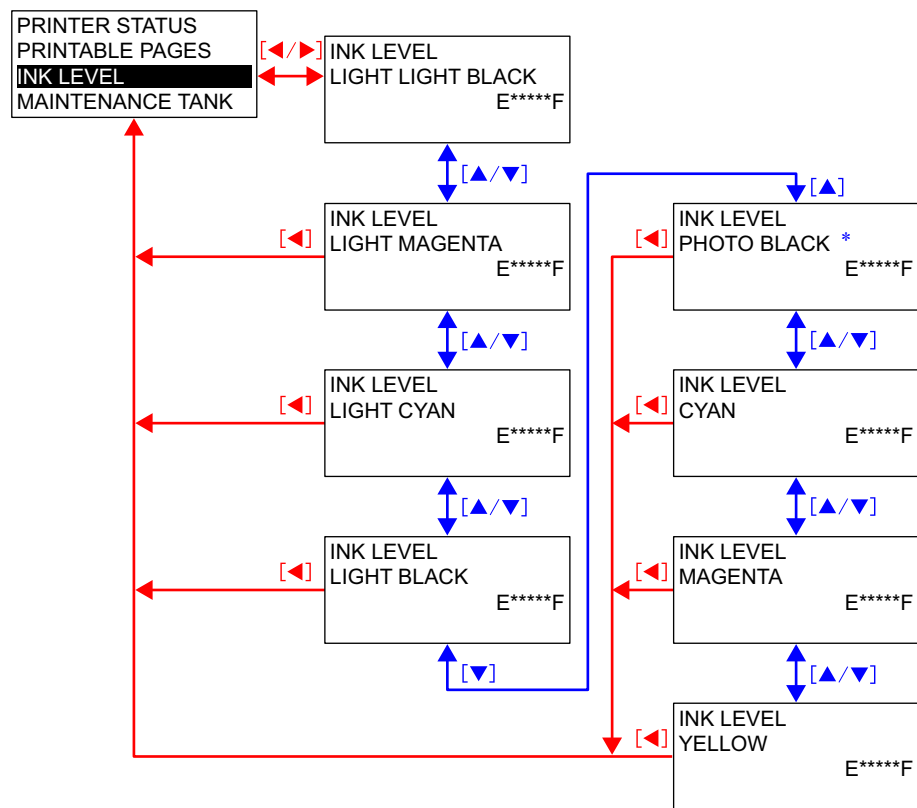 PRINTER STATUS
PRINTABLE PAGES
INK LEVEL
MAINTENANCE TANK
[◀/▶]
INK LEVEL
LIGHT LIGHT BLACK
E*****F
[▲/▼]
INK LEVEL
LIGHT MAGENTA
E*****F
[◀]
[▲/▼]
INK LEVEL
LIGHT CYAN
E*****F
[◀]
[▲/▼]
INK LEVEL
LIGHT BLACK
E*****F
[◀]
[▼]
[▲]
INK LEVEL
PHOTO BLACK *
E*****F
[◀]
[▲/▼]
INK LEVEL
CYAN
E*****F
[◀]
[▲/▼]
INK LEVEL
MAGENTA
E*****F
[◀]
[▲/▼]
INK LEVEL
YELLOW
E*****F
[◀]